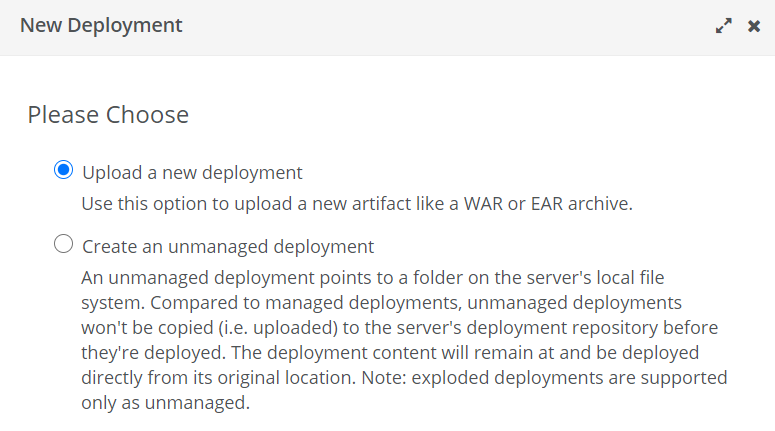 New Deployment
Please Choose
Upload a new deployment
Use this option to upload a new artifact like a WAR or EAR archive.
Create an unmanaged deployment
An unmanaged deployment points to a folder on the server's local file
system. Compared to managed deployments, unmanaged deployments
won't be copied (i.e. uploaded) to the server's deployment repository before
they're deployed. The deployment content will remain at and be deployed
directly from its original location. Note: exploded deployments are supported
only as unmanaged.